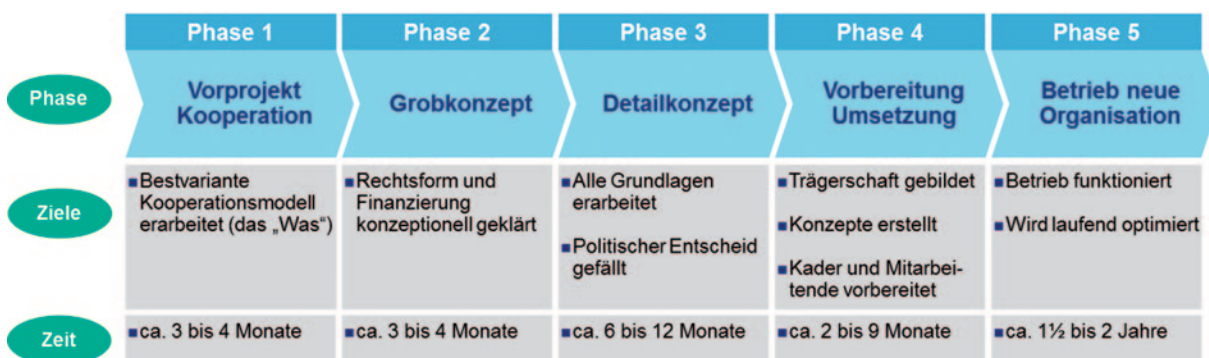 Phase 1
Phase 2
Phase 3
Phase 4
Phase 5
Phase
Vorprojekt
Kooperation
Grobkonzept
Detailkonzept
Vorbereitung
Umsetzung
Betrieb neue
Organisation
Ziele
Bestvariante
Kooperationsmodell
erarbeitet (das „Was“)
Rechtsform und
Finanzierung
konzeptionell geklärt
Alle Grundlagen
erarbeitet
Politischer Entscheid
gefällt
Trägerschaft gebildet
Konzepte erstellt
Kader und Mitarbei-
tende vorbereitet
Betrieb funktioniert
Wird laufend optimiert
Zeit
ca. 3 bis 4 Monate
ca. 3 bis 4 Monate
ca. 6 bis 12 Monate
ca. 2 bis 9 Monate
ca. 1½ bis 2 Jahre